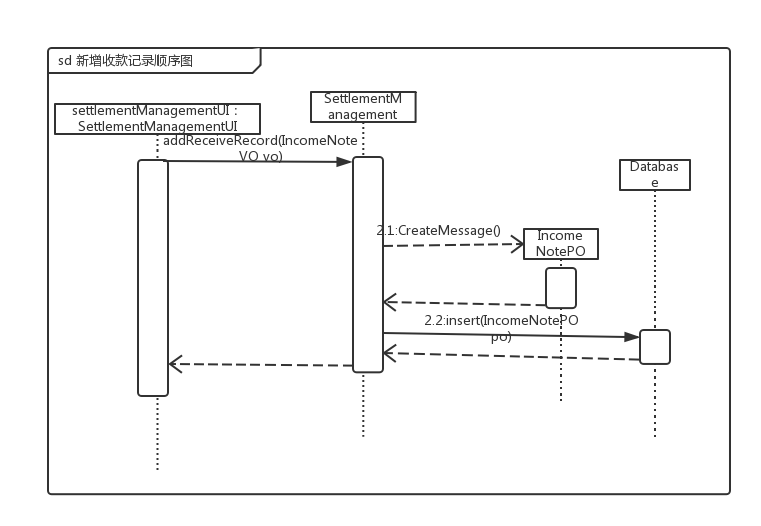 sd 新增收款记录顺序图
settlementManagementUI :
SettlementManagementUI
SettlementM
anagement
addReceiveRecord(IncomeNote
VO vo)
Databas
e
2.1:CreateMessage()
Income
NotePO
2.2:insert(IncomeNotePO
po)